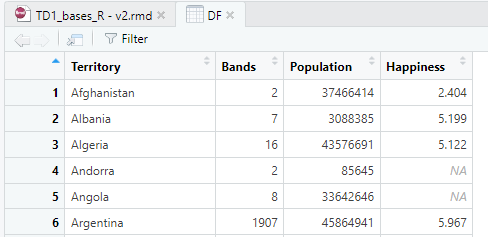 TD1_bases_R - v2.rmd DF
Filter
Territory Bands Population Happiness
1 Afghanistan 2 37466414 2.404
2 Albania 7 3088385 5.199
3 Algeria 16 43576691 5.122
4 Andorra 2 85645 NA
5 Angola 8 33642646 NA
6 Argentina 1907 45864941 5.967